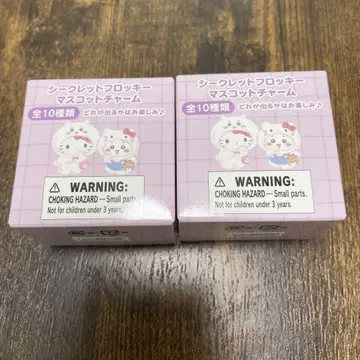 シークレットフロッキー
マスコットチャーム
全10種類 どれが出るかはお楽しみ♪
WARNING:
CHOKING HAZARD — Small parts.
Not for children under 3 years.
シークレットフロッキー
マスコットチャーム
全10種類 どれが出るかはお楽しみ♪
WARNING:
CHOKING HAZARD — Small parts.
Not for children under 3 years.